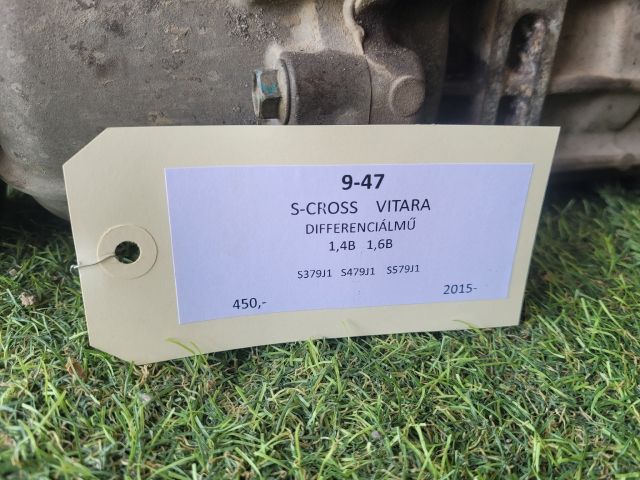 9-47
S-CROSS VITARA
DIFFERENCIÁLMŰ
1,4B 1,6B
S379J1 S479J1 S579J1
450,- 2015-